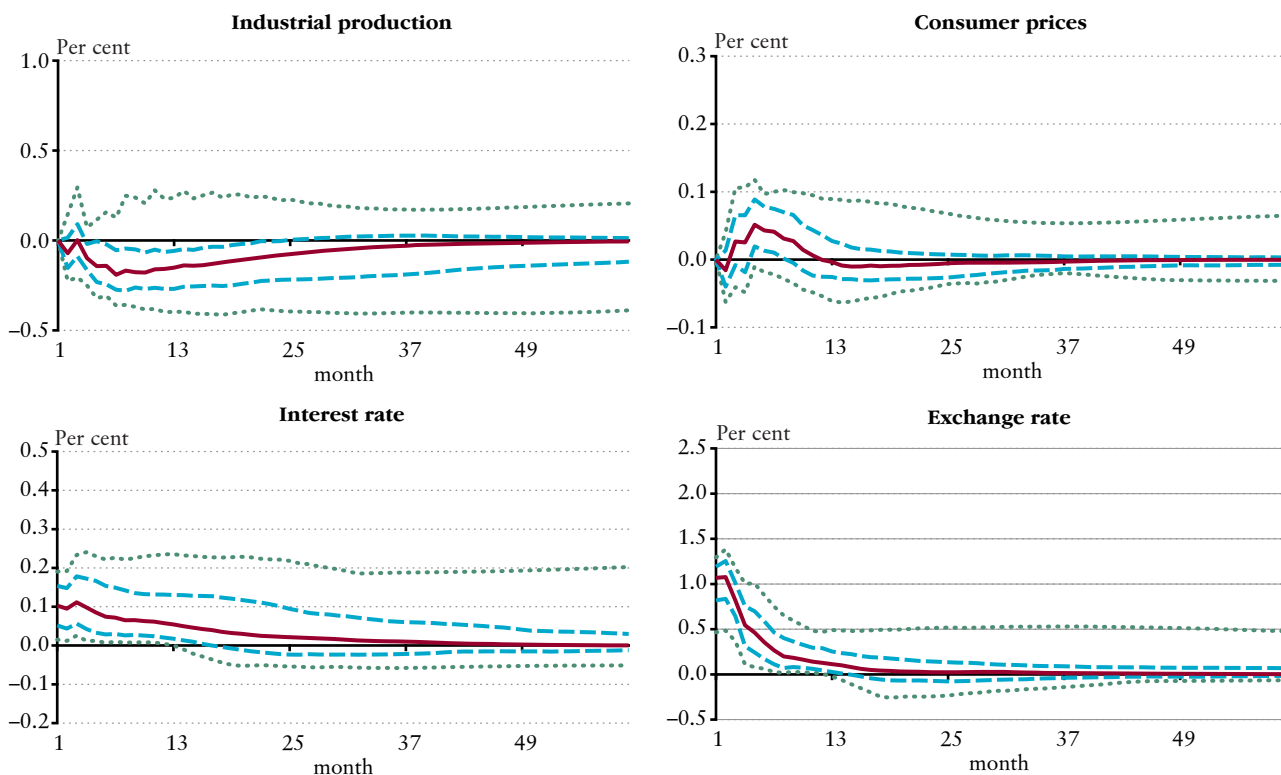 Industrial production
Per cent
1.0
0.5
0.0
–0.5
1 13 25 37 49
month
Consumer prices
Per cent
0.3
0.2
0.1
0.0
–0.1
1 13 25 37 49
month
Interest rate
Per cent
0.5
0.4
0.3
0.2
0.1
0.0
–0.1
–0.2
1 13 25 37 49
month
Exchange rate
Per cent
2.5
2.0
1.5
1.0
0.5
0.0
–0.5
1 13 25 37 49
month